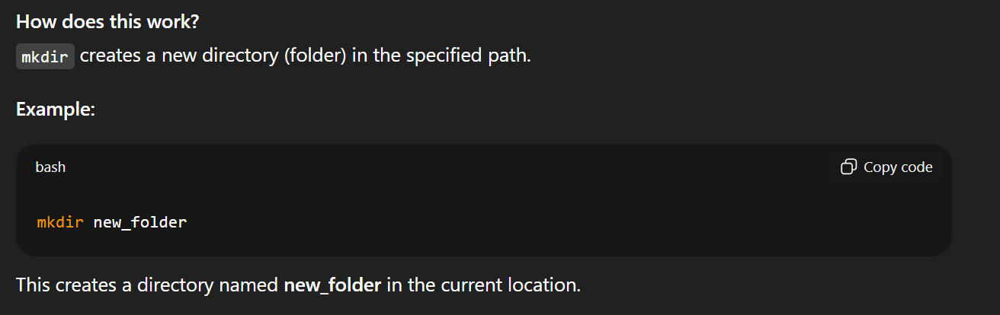 How does this work?
mkdir creates a new directory (folder) in the specified path.
Example:
bash
Copy code
mkdir new_folder
This creates a directory named new_folder in the current location.